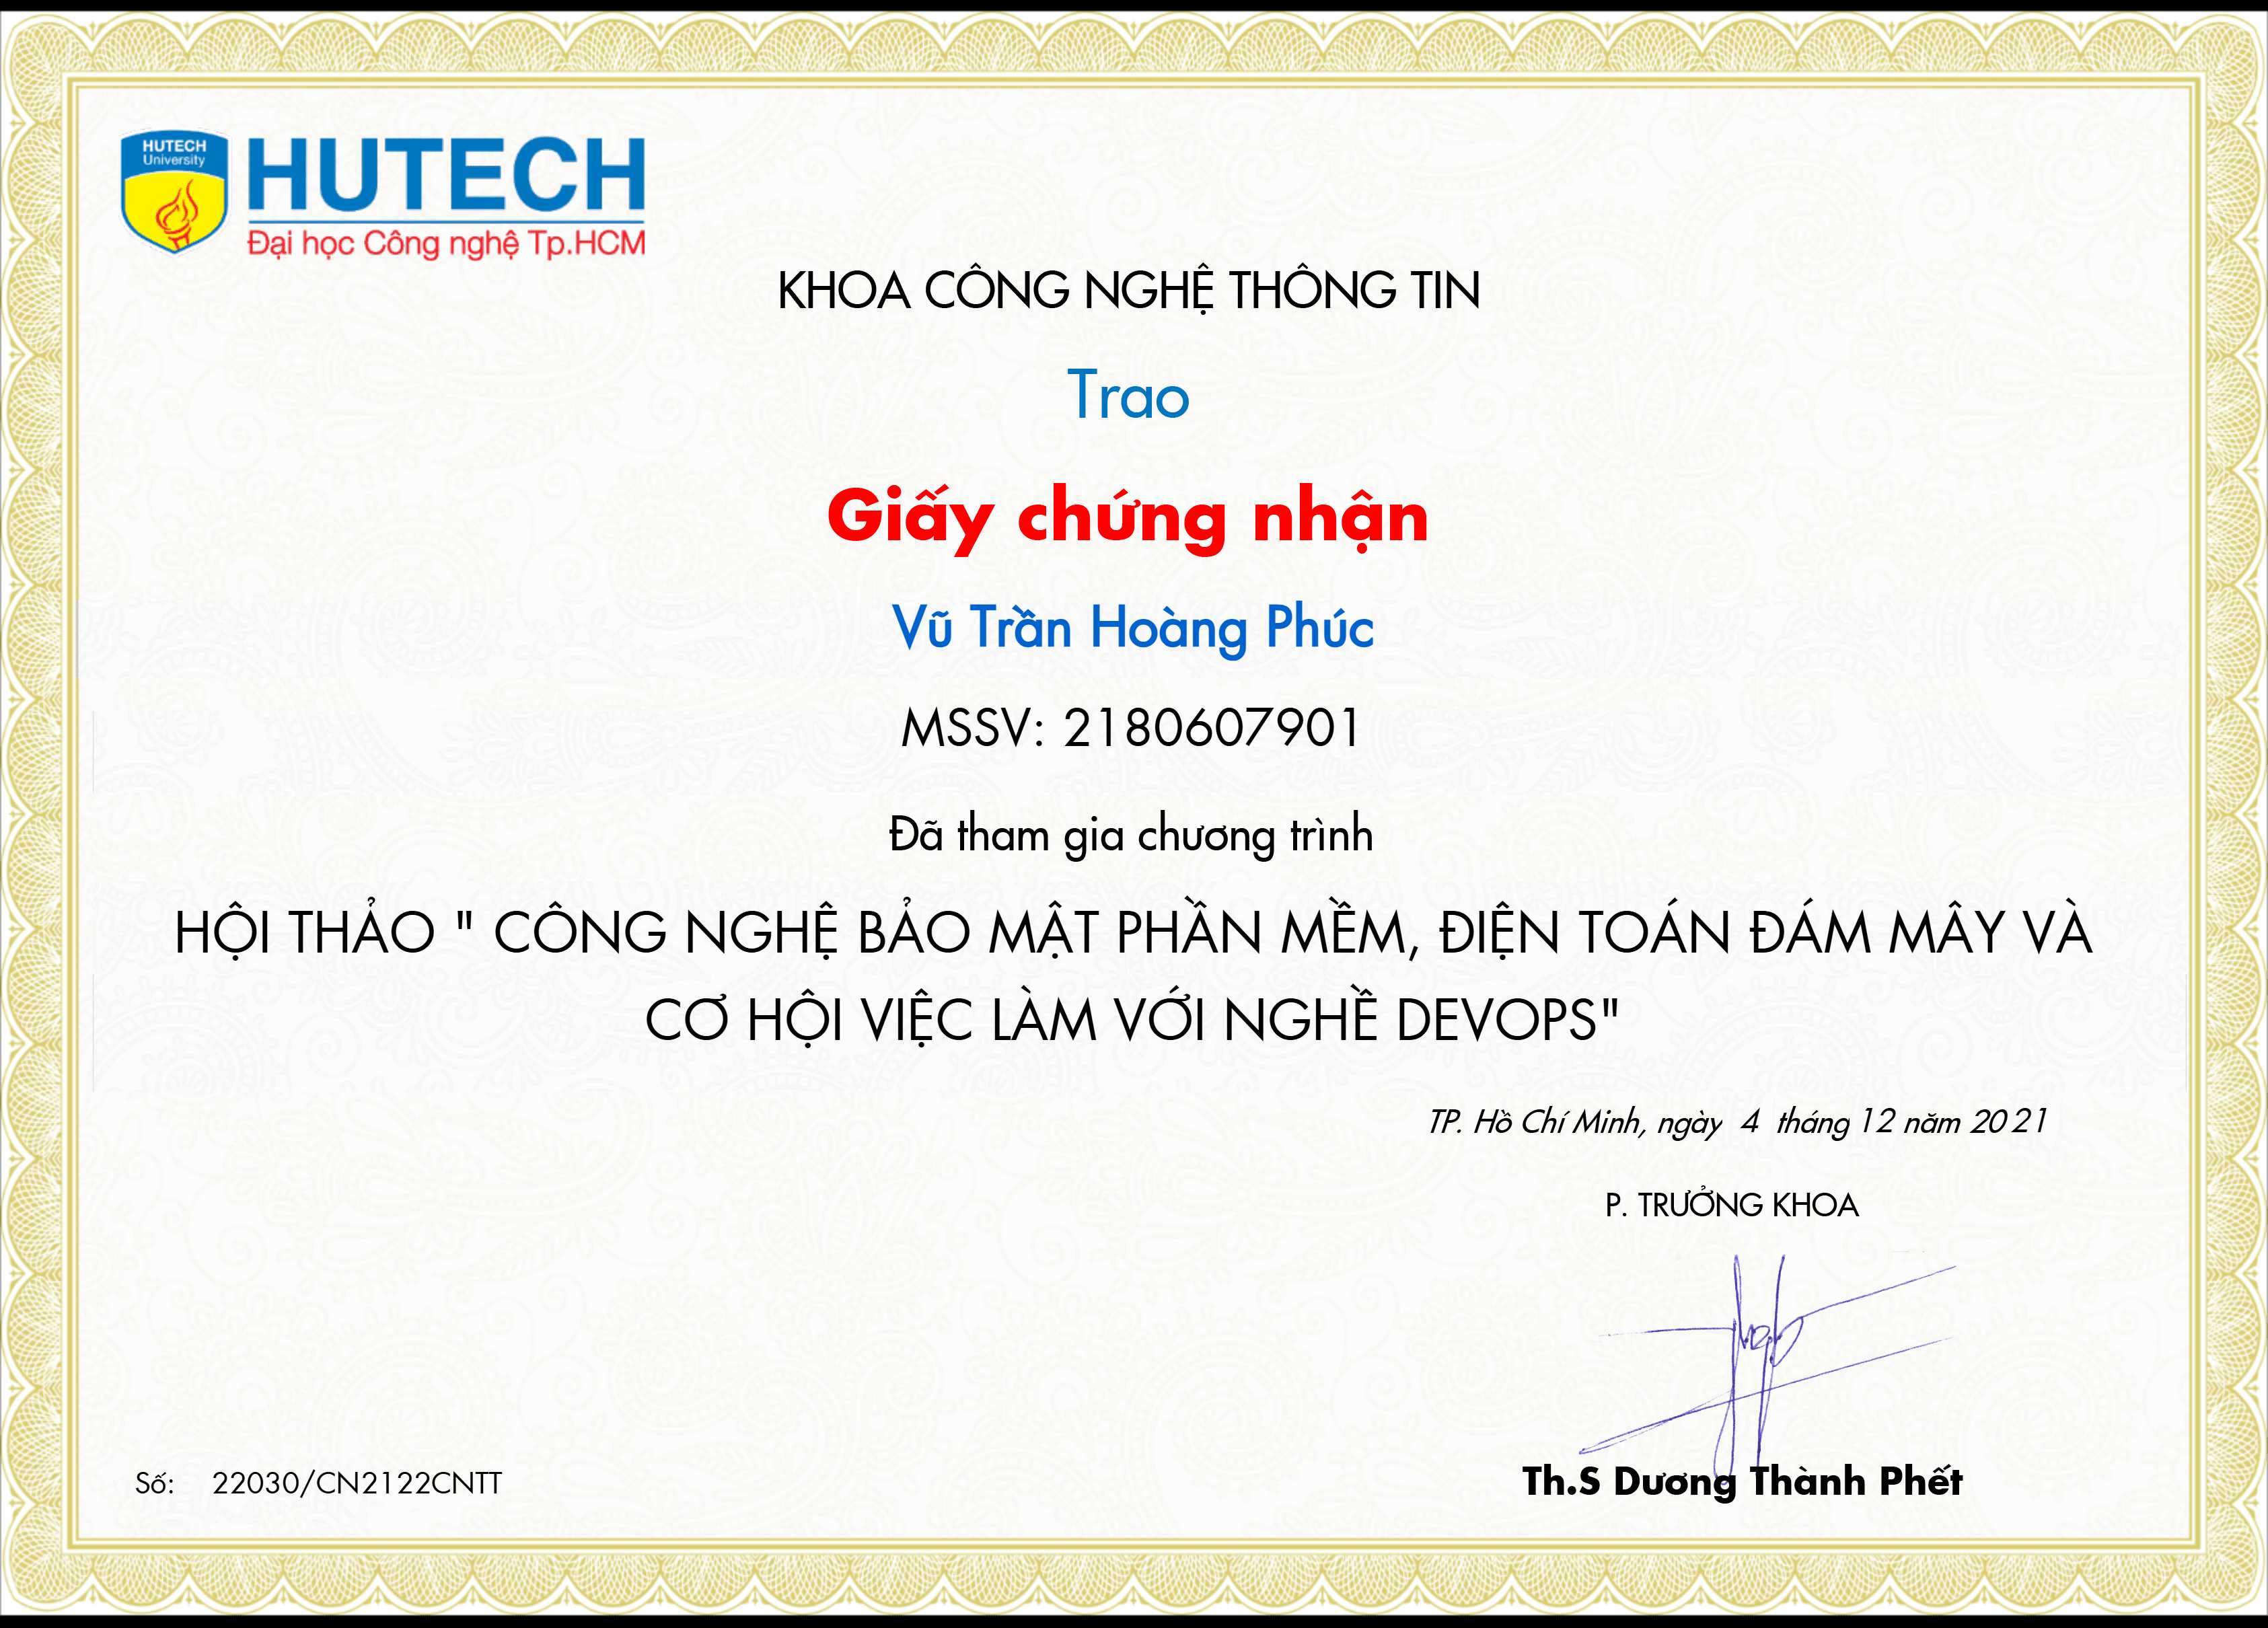 HUTECH
University
HUTECH
Đại học Công nghệ Tp.HCM
KHOA CÔNG NGHỆ THÔNG TIN
Trao
Giấy chứng nhận
Vũ Trần Hoàng Phúc
MSSV: 2180607901
Đã tham gia chương trình
HỘI THẢO " CÔNG NGHỆ BẢO MẬT PHẦN MỀM, ĐIỆN TOÁN ĐÁM MÂY VÀ
CƠ HỘI VIỆC LÀM VỚI NGHỀ DEVOPS"
TP. Hồ Chí Minh, ngày 4 tháng 12 năm 2021
P. TRƯỞNG KHOA
Th.S Dương Thành Phết
Số: 22030/CN2122CNTT